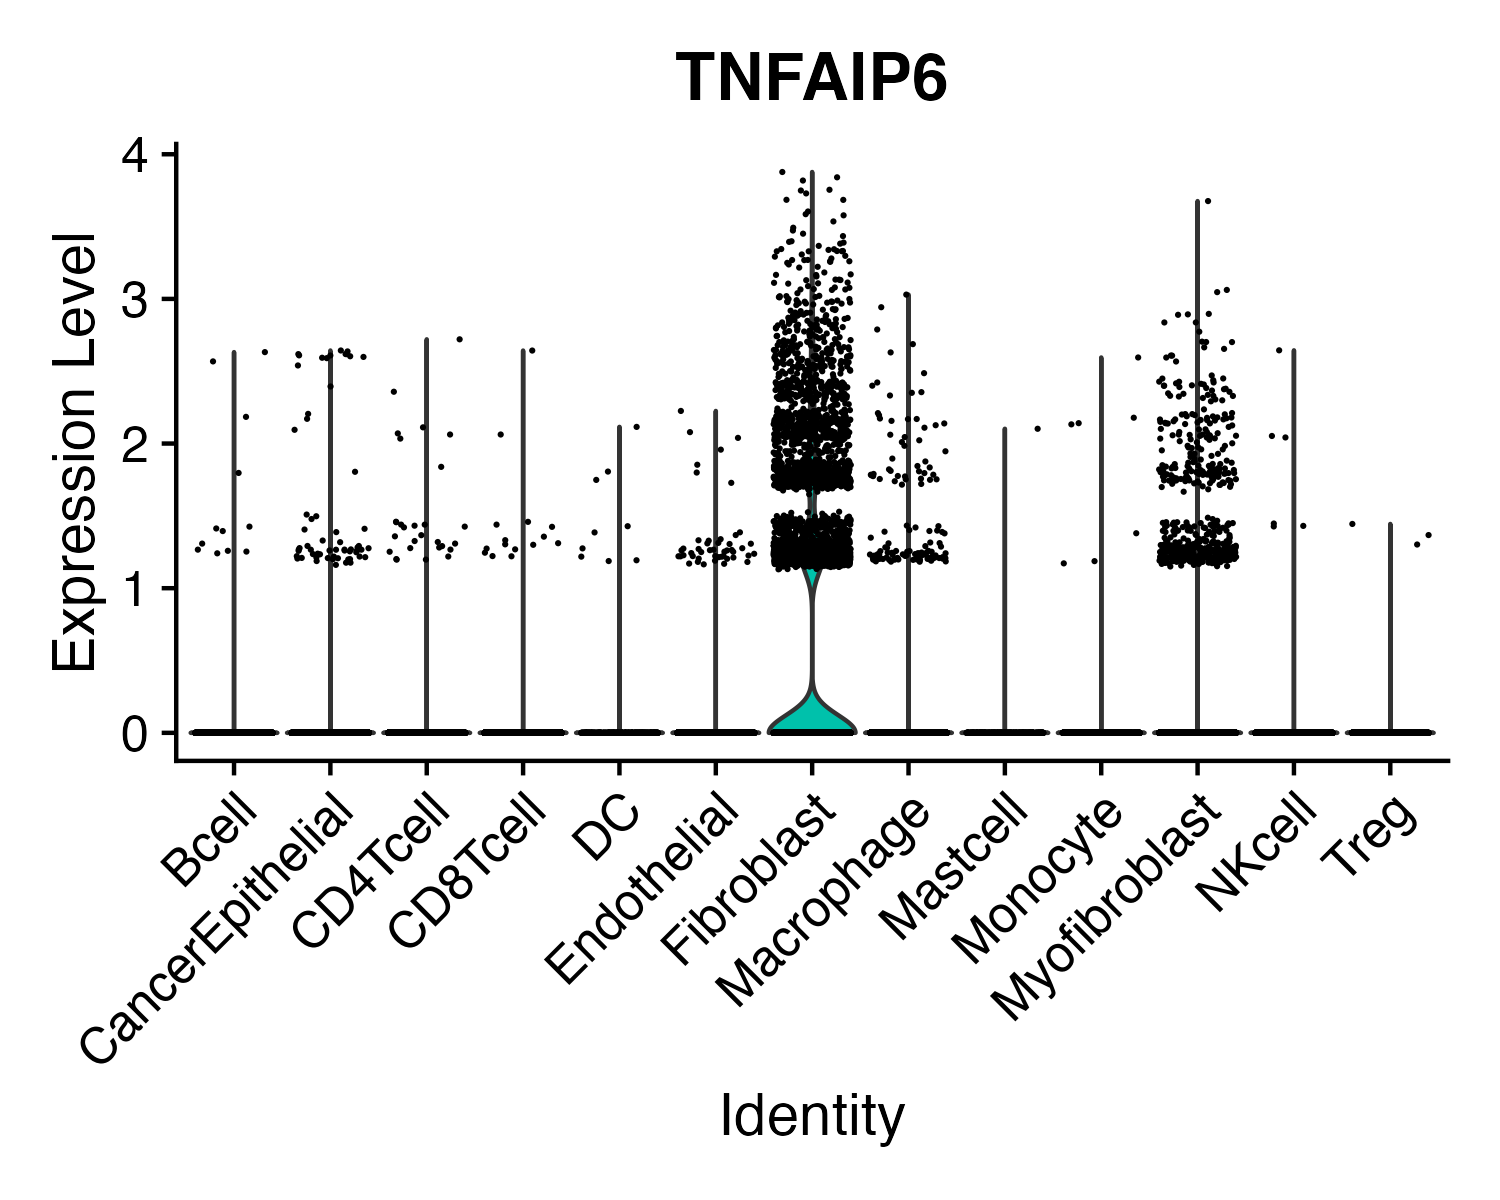 TNFAIP6
Expression Level
4
3
2
1
0
Bcell
CancerEpithelial
CD4Tcell
CD8Tcell
DC
Endothelial
Fibroblast
Macrophage
Mastcell
Monocyte
Myofibroblast
NKcell
Treg
Identity